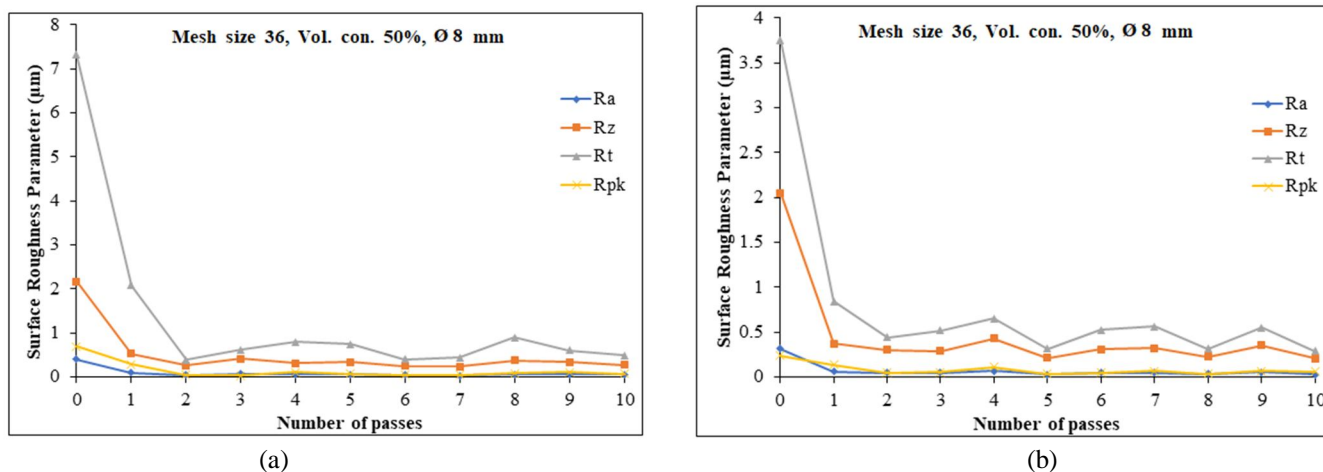 Mesh size 36, Vol. con. 50%, Ø 8 mm
Surface Roughness Parameter (µm)
8
7
6
5
4
3
2
1
0
Ra
Rz
Rt
Rpk
0 1 2 3 4 5 6 7 8 9 10
Number of passes
(a)
Mesh size 36, Vol. con. 50%, Ø 8 mm
Surface Roughness Parameter (µm)
4
3.5
3
2.5
2
1.5
1
0.5
0
Ra
Rz
Rt
Rpk
0 1 2 3 4 5 6 7 8 9 10
Number of passes
(b)